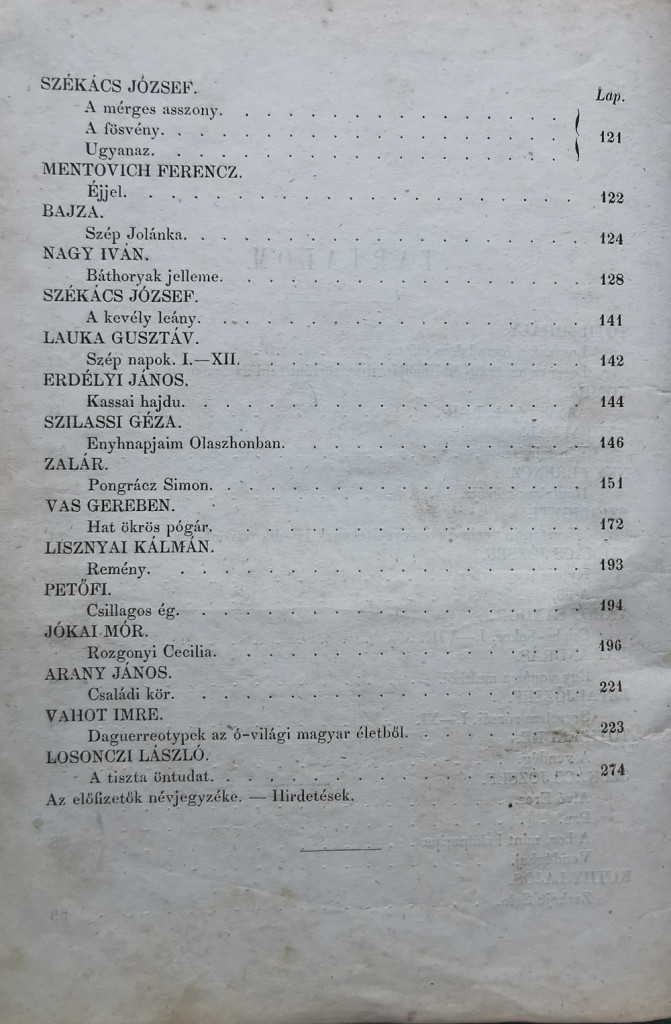 SZÉKÁCS JÓZSEF.
Lap.
A mérges asszony.
A fösvény. 121
Ugyanaz.
MENTOVICH FERENCZ.
Éjjel. 122
BAJZA.
Szép Jolánka. 124
NAGY IVÁN.
Báthoryak jelleme. 128
SZÉKÁCS JÓZSEF.
A kevély leány. 141
LAUKA GUSZTÁV.
Szép napok. I.—XII. 142
ERDÉLYI JÁNOS.
Kassai hajdu. 144
SZILASSI GÉZA.
Enyhnapjaim Olaszhonban. 146
ZALÁR.
Pongrácz Simon. 151
VAS GEREBEN.
Hat ökrös pógár. 172
LISZNYAI KÁLMÁN.
Remény. 193
PETŐFI.
Csillagos ég. 194
JÓKAI MÓR.
Rozgonyi Cecilia. 196
ARANY JÁNOS.
Családi kör. 221
VAHOT IMRE.
Daguerreotypek az ó-világi magyar életből. 223
LOSONCZI LÁSZLÓ.
A tiszta öntudat. 274
Az előfizetők névjegyzéke. — Hirdetések.